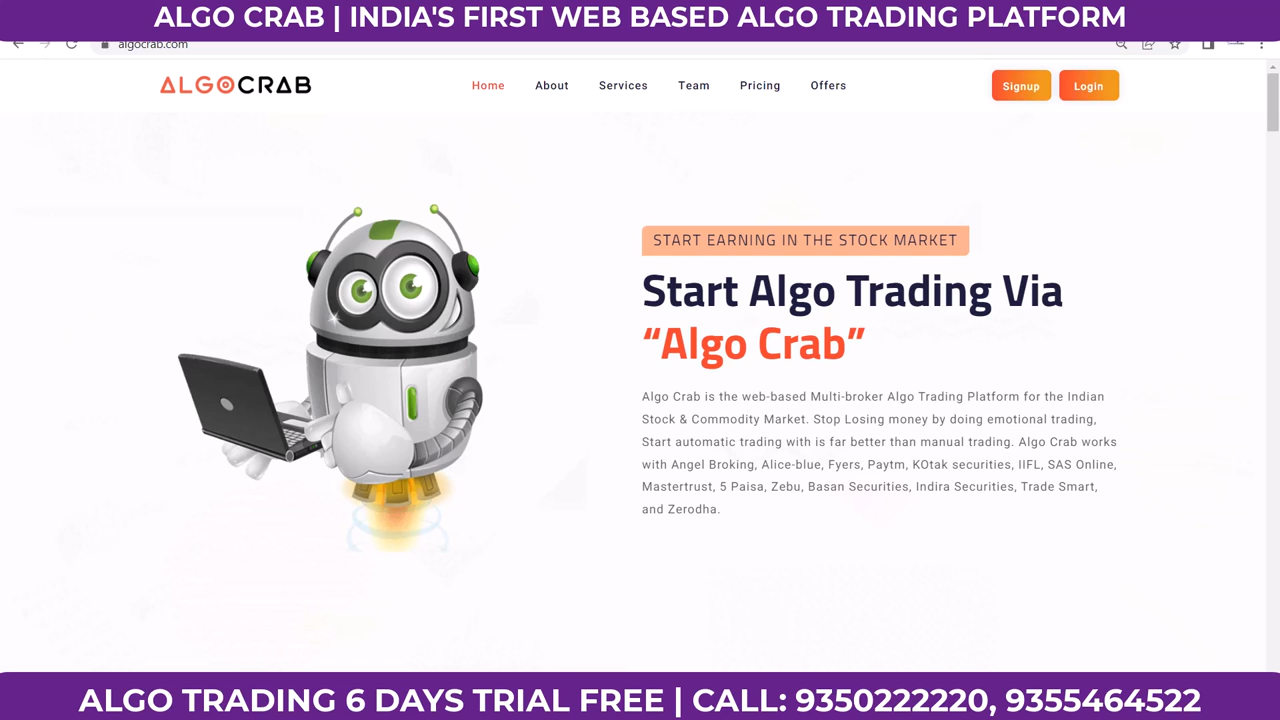 ALGO CRAB | INDIA'S FIRST WEB BASED ALGO TRADING PLATFORM
algocrab.com
ALGOCRAB
Home About Services Team Pricing Offers
Signup Login
START EARNING IN THE STOCK MARKET
Start Algo Trading Via
“Algo Crab”
Algo Crab is the web-based Multi-broker Algo Trading Platform for the Indian
Stock & Commodity Market. Stop Losing money by doing emotional trading,
Start automatic trading with is far better than manual trading. Algo Crab works
with Angel Broking, Alice-blue, Fyers, Paytm, KOtak securities, IIFL, SAS Online,
Mastertrust, 5 Paisa, Zebu, Basan Securities, Indira Securities, Trade Smart,
and Zerodha.
ALGO TRADING 6 DAYS TRIAL FREE | CALL: 9350222220, 9355464522